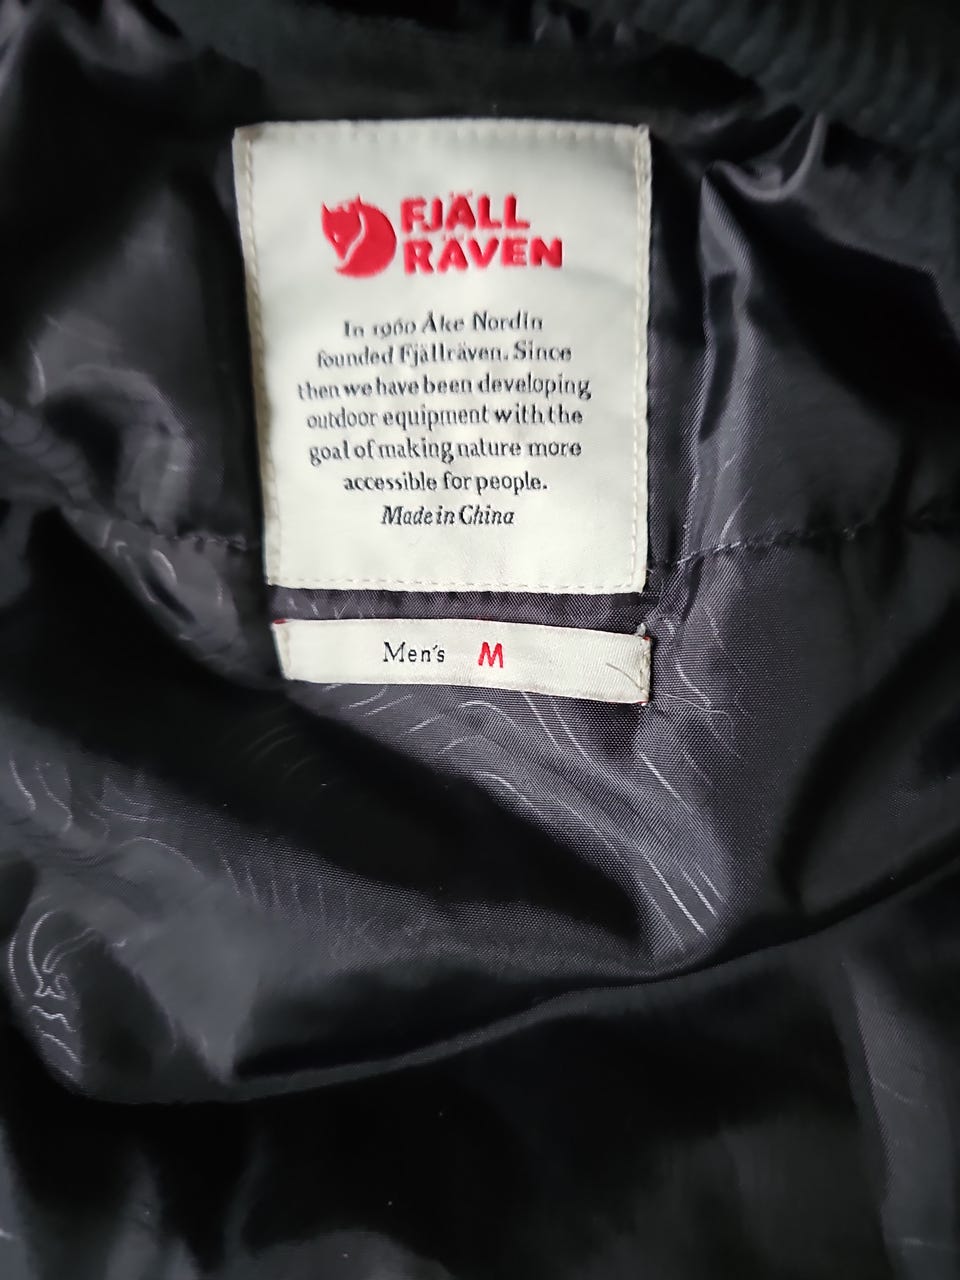 FJÄLL
RÄVEN
In 1960 Åke Nordin
founded Fjällräven. Since
then we have been developing
outdoor equipment with the
goal of making nature more
accessible for people.
Made in China
Men's M